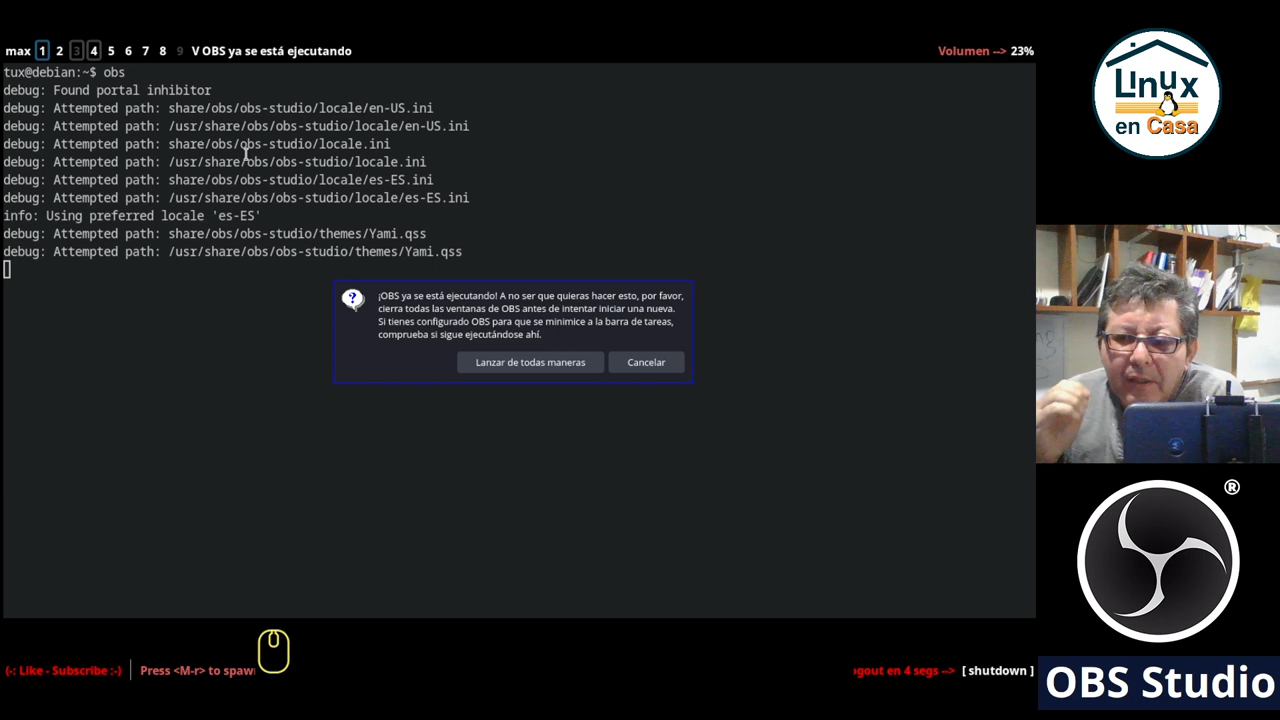 max 1 2 3 4 5 6 7 8 9 V OBS ya se está ejecutando
Volumen --> 23%
tux@debian:~$ obs
debug: Found portal inhibitor
debug: Attempted path: share/obs/obs-studio/locale/en-US.ini
debug: Attempted path: /usr/share/obs/obs-studio/locale/en-US.ini
debug: Attempted path: share/obs/obs-studio/locale.ini
debug: Attempted path: /usr/share/obs/obs-studio/locale.ini
debug: Attempted path: share/obs/obs-studio/locale/es-ES.ini
debug: Attempted path: /usr/share/obs/obs-studio/locale/es-ES.ini
info: Using preferred locale 'es-ES'
debug: Attempted path: share/obs/obs-studio/themes/Yami.qss
debug: Attempted path: /usr/share/obs/obs-studio/themes/Yami.qss
¡OBS ya se está ejecutando! A no ser que quieras hacer esto, por favor,
cierra todas las ventanas de OBS antes de intentar iniciar una nueva.
Si tienes configurado OBS para que se minimice a la barra de tareas,
comprueba si sigue ejecutándose ahí.
Lanzar de todas maneras
Cancelar
(-: Like - Subscribe :-)
Press <M-r> to spaw
gout en 4 segs -->
[ shutdown ]
Linux
en Casa
®
OBS Studio